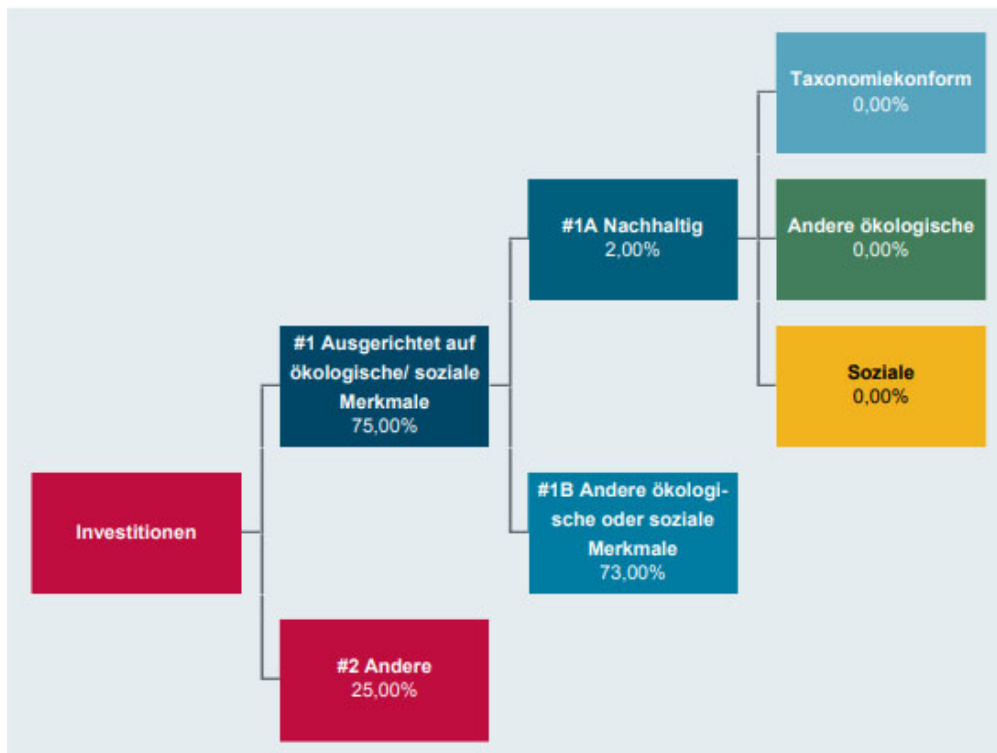 Taxonomiekonform
0,00%
#1A Nachhaltig
2,00%
Andere ökologische
0,00%
#1 Ausgerichtet auf
ökologische/ soziale
Merkmale
75,00%
Soziale
0,00%
Investitionen
#1B Andere ökologi-
sche oder soziale
Merkmale
73,00%
#2 Andere
25,00%